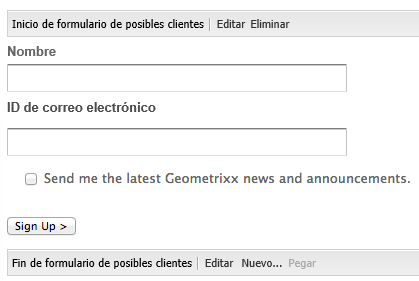 Inicio de formulario de posibles clientes Editar Eliminar
Nombre
ID de correo electrónico
Send me the latest Geometrixx news and announcements.
Sign Up >
Fin de formulario de posibles clientes Editar Nuevo... Pegar